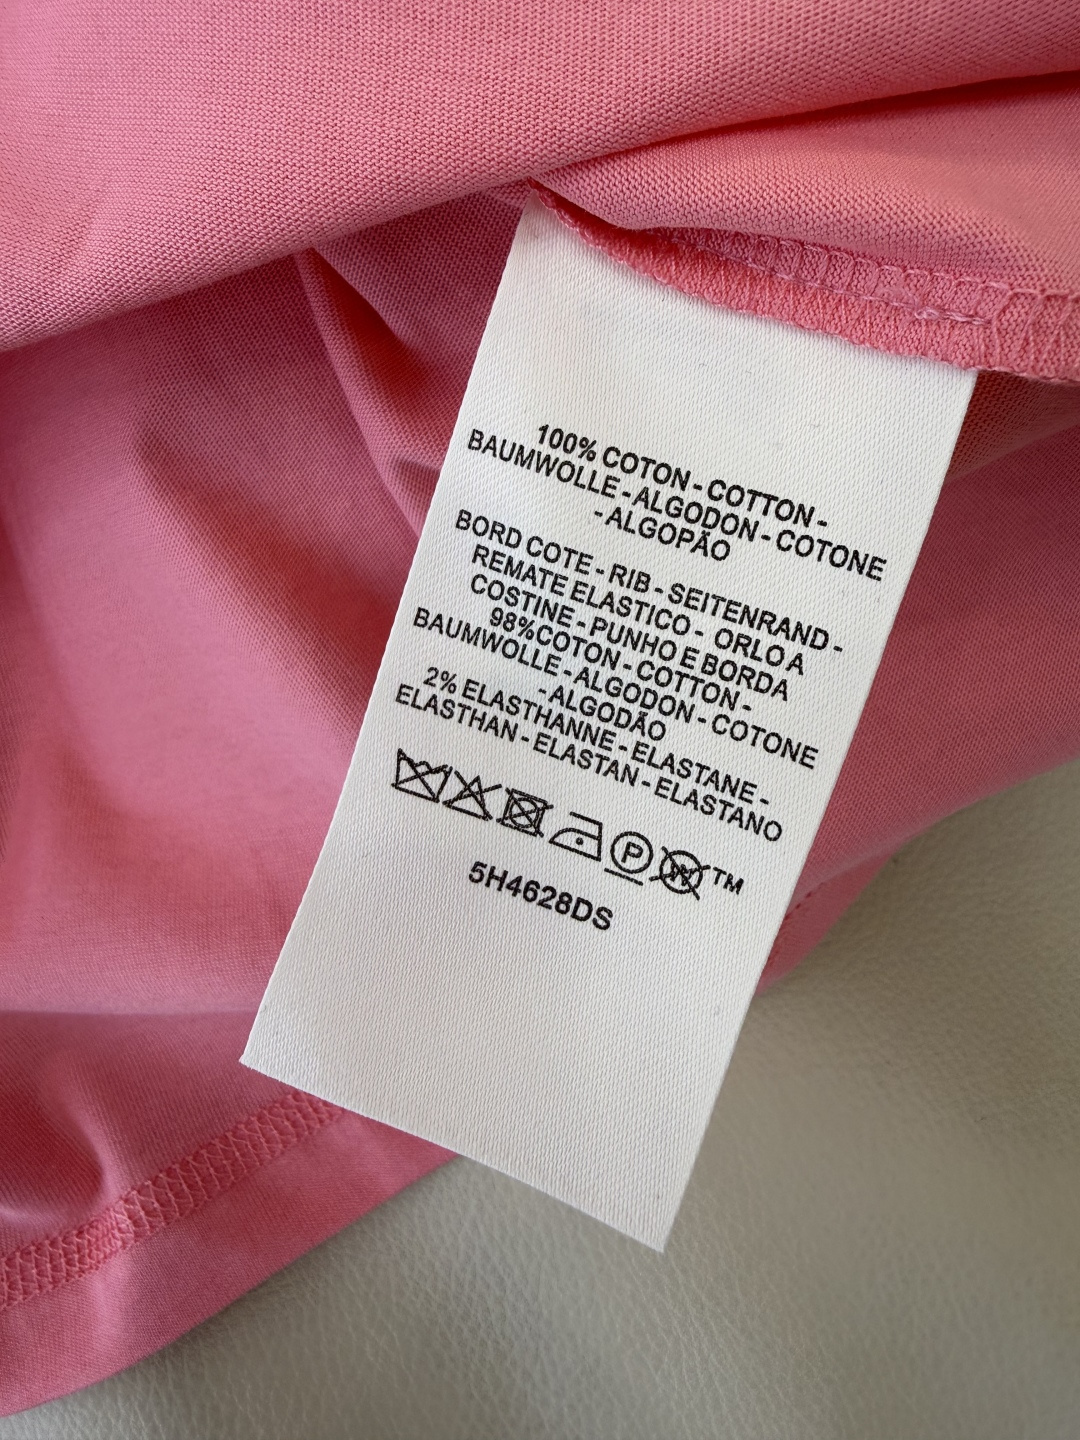 100% COTON - COTTON -
BAUMWOLLE - ALGODON - COTONE
- ALGOPÃO
BORD COTE - RIB - SEITENRAND -
REMATE ELASTICO - ORLO A
COSTINE - PUNHO E BORDA
98%COTON - COTTON -
BAUMWOLLE - ALGODON - COTONE
- ALGODÃO
2% ELASTHANNE - ELASTANE -
ELASTHAN - ELASTAN - ELASTANO
P W TM
5H4628DS